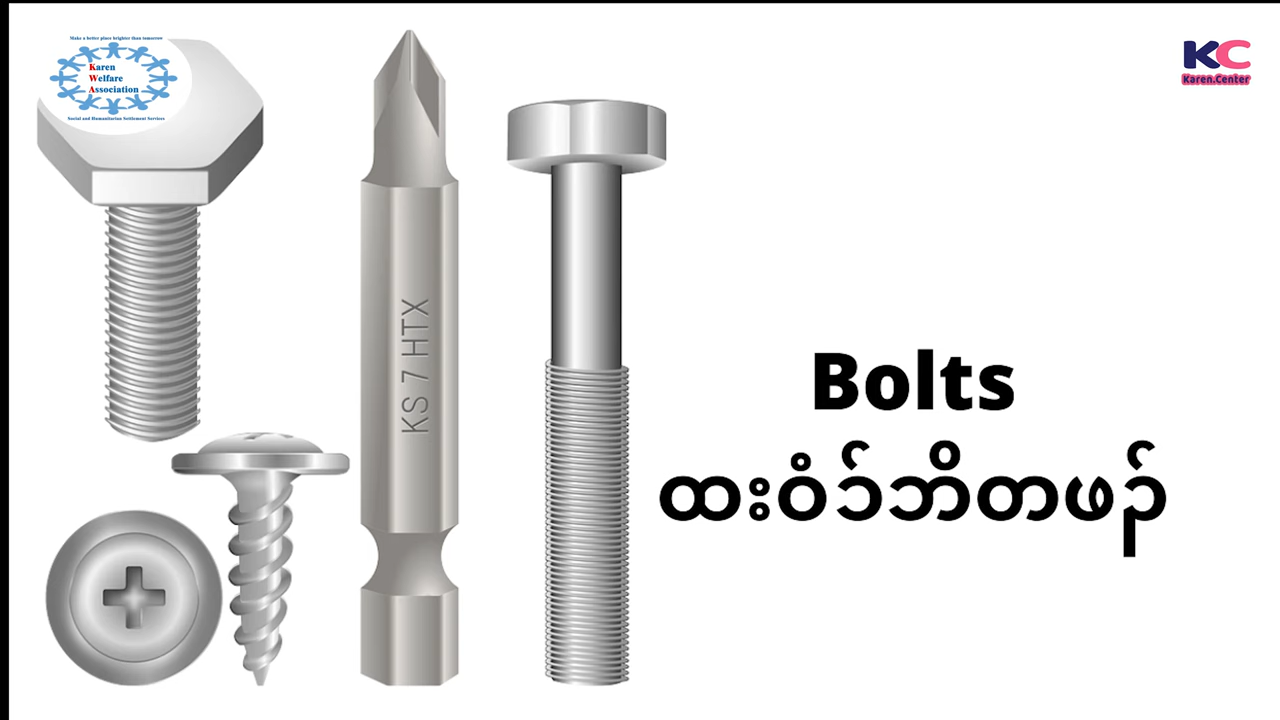 Make a better place brighter than tomorrow
Karen
Welfare
Association
Social and Humanitarian Settlement Services
KC
Karen.Center
KS 7 HTX
Bolts
ထးဝံၥ်ဘိတဖၣ်